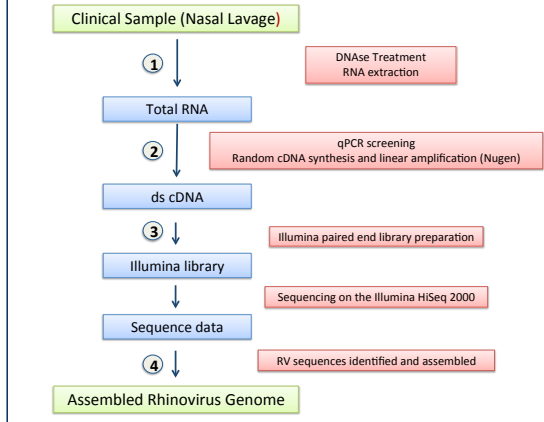 Clinical Sample (Nasal Lavage)
1
DNAse Treatment
RNA extraction
Total RNA
2
qPCR screening
Random cDNA synthesis and linear amplification (Nugen)
ds cDNA
3
Illumina paired end library preparation
Illumina library
Sequencing on the Illumina HiSeq 2000
Sequence data
4
RV sequences identified and assembled
Assembled Rhinovirus Genome